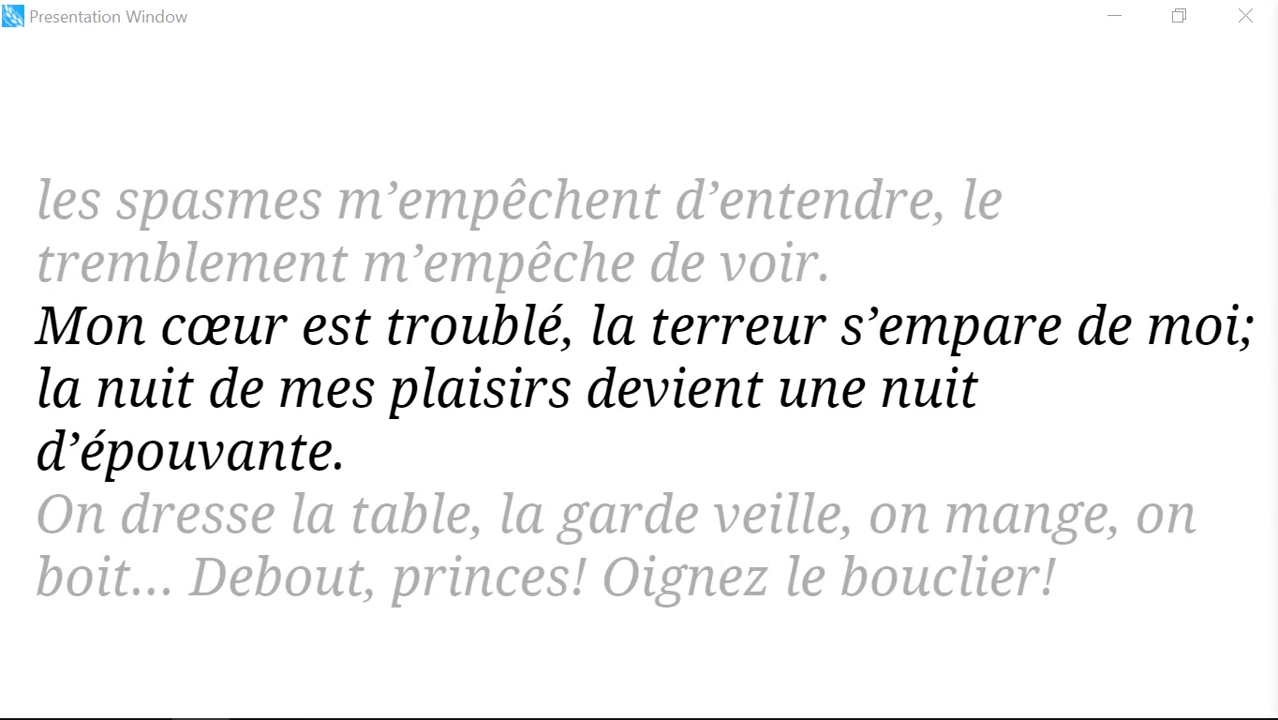 Presentation Window
les spasmes m’empêchent d’entendre, le
tremblement m’empêche de voir.
Mon cœur est troublé, la terreur s’empare de moi;
la nuit de mes plaisirs devient une nuit
d’épouvante.
On dresse la table, la garde veille, on mange, on
boit... Debout, princes! Oignez le bouclier!